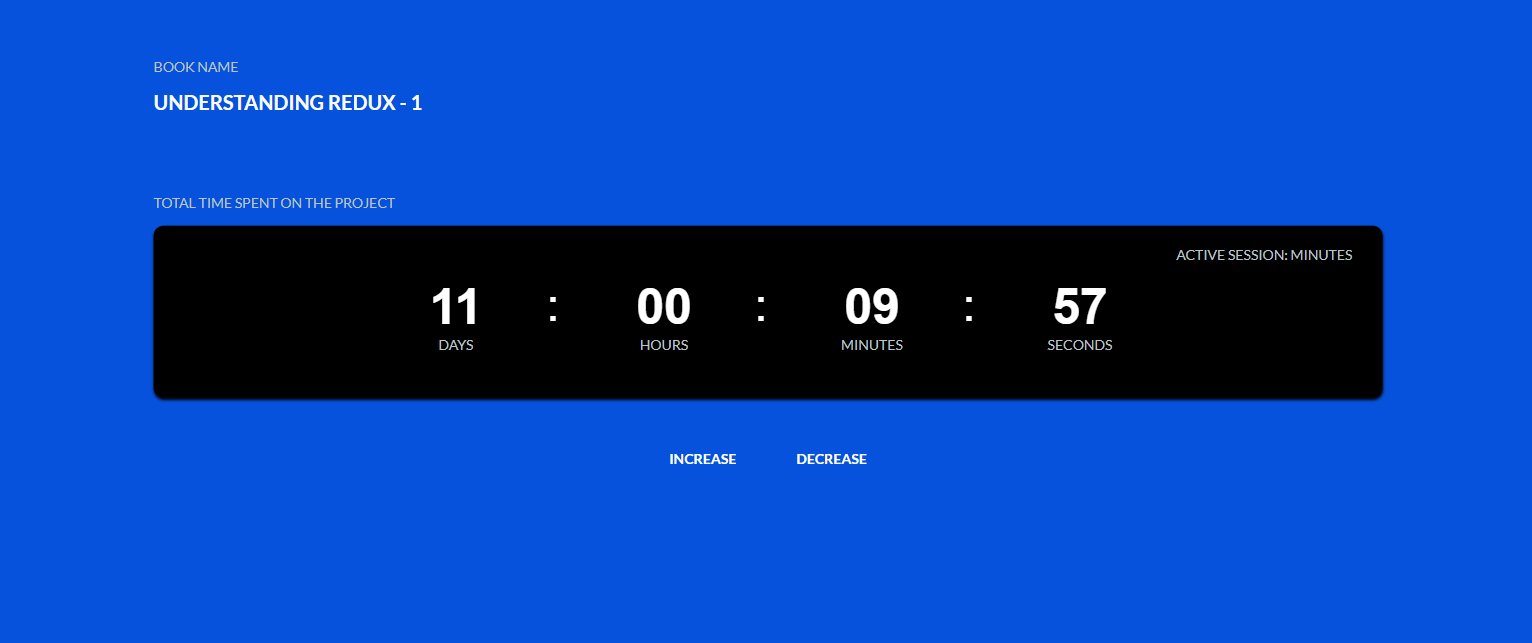 BOOK NAME
UNDERSTANDING REDUX - 1
TOTAL TIME SPENT ON THE PROJECT
ACTIVE SESSION: MINUTES
11 : 00 : 09 : 57
DAYS HOURS MINUTES SECONDS
INCREASE DECREASE